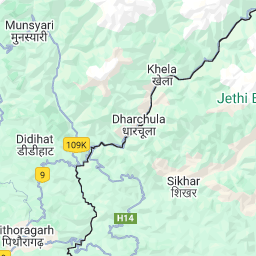 Munsyari
मुनस्यारी
Khela
खेला
Jethi B
Dharchula
धारचूला
Didihat
डीडीहाट
109K
9
Sikhar
शिखर
H14
ithoragarh
पिथौरागढ़